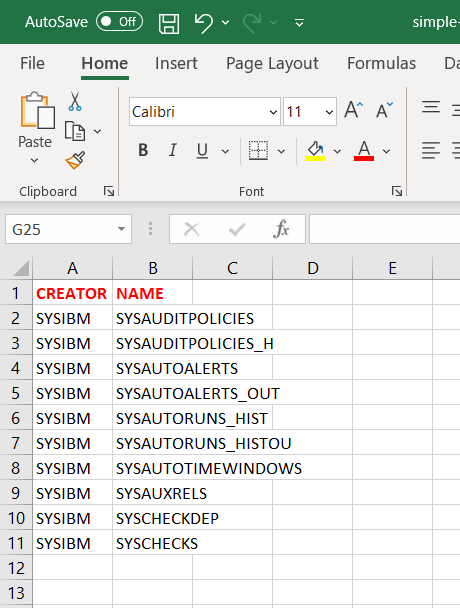 AutoSave Off simple-
File Home Insert Page Layout Formulas Da
Calibri 11 A A
Paste B I U A
Clipboard Font
G25 fx
A B C D E
1 CREATOR NAME
2 SYSIBM SYSAUDITPOLICIES
3 SYSIBM SYSAUDITPOLICIES_H
4 SYSIBM SYSAUTOALERTS
5 SYSIBM SYSAUTOALERTS_OUT
6 SYSIBM SYSAUTORUNS_HIST
7 SYSIBM SYSAUTORUNS_HISTOU
8 SYSIBM SYSAUTOTIMEWINDOWS
9 SYSIBM SYSAUXRELS
10 SYSIBM SYSCHECKDEP
11 SYSIBM SYSCHECKS
12
13